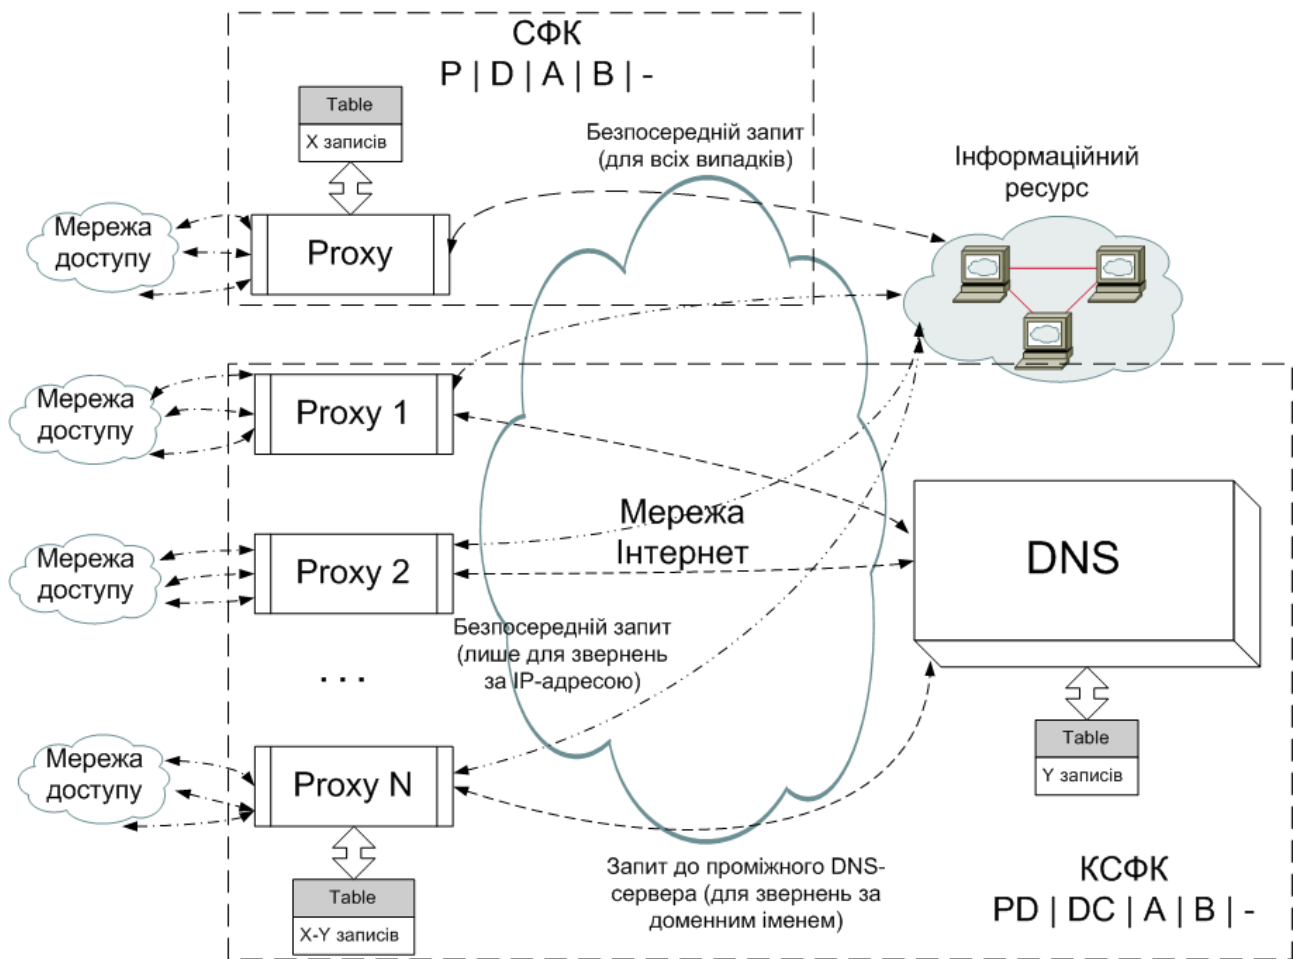 СФК
P | D | A | B | -
Table
X записів
Безпосередній запит
(для всіх випадків)
Інформаційний
ресурс
Мережа
доступу
Proxy
Мережа
доступу
Proxy 1
Мережа
Інтернет
DNS
Мережа
доступу
Proxy 2
Безпосередній запит
(лише для звернень
за IP-адресою)
...
Мережа
доступу
Proxy N
Table
Y записів
Table
X-Y записів
Запит до проміжного DNS-
сервера (для звернень за
доменним іменем)
КСФК
PD | DC | A | B | -